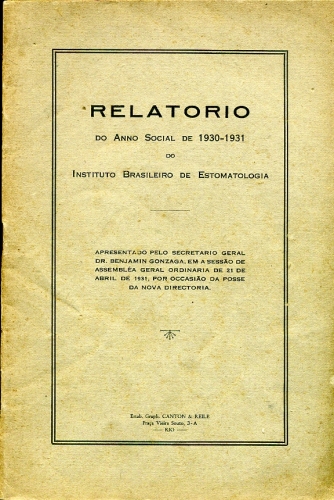 RELATORIO
DO ANNO SOCIAL DE 1930-1931
DO
INSTITUTO BRASILEIRO DE ESTOMATOLOGIA
APRESENTADO PELO SECRETARIO GERAL
DR. BENJAMIN GONZAGA, EM A SESSÃO DE
ASSEMBLÉA GERAL ORDINARIA DE 21 DE
ABRIL DE 1931, POR OCCASIÃO DA POSSE
DA NOVA DIRECTORIA.
Estab. Graph. CANTON & REILE
Praça Vieira Souto, 3-A
— RIO —